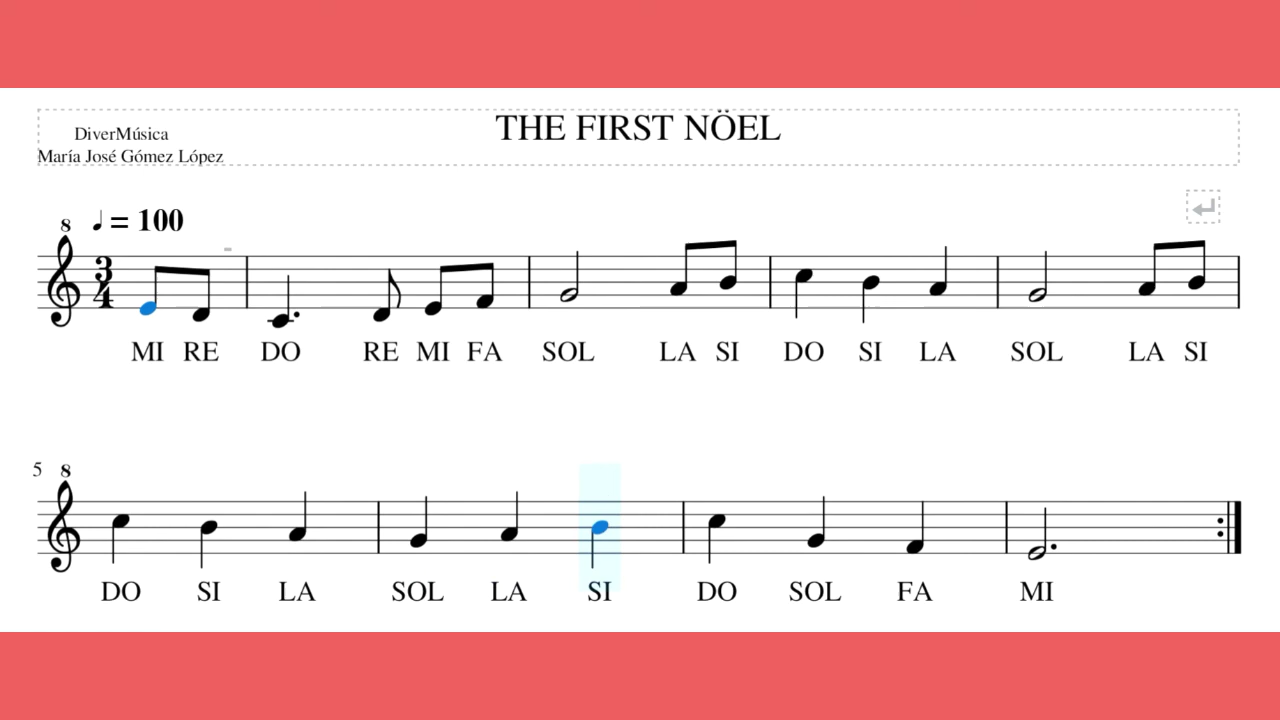 THE FIRST NÖEL
DiverMúsica
María José Gómez López
8
= 100
3
4
MI RE DO RE MI FA SOL LA SI DO SI LA SOL LA SI
5 8
DO SI LA SOL LA SI DO SOL FA MI